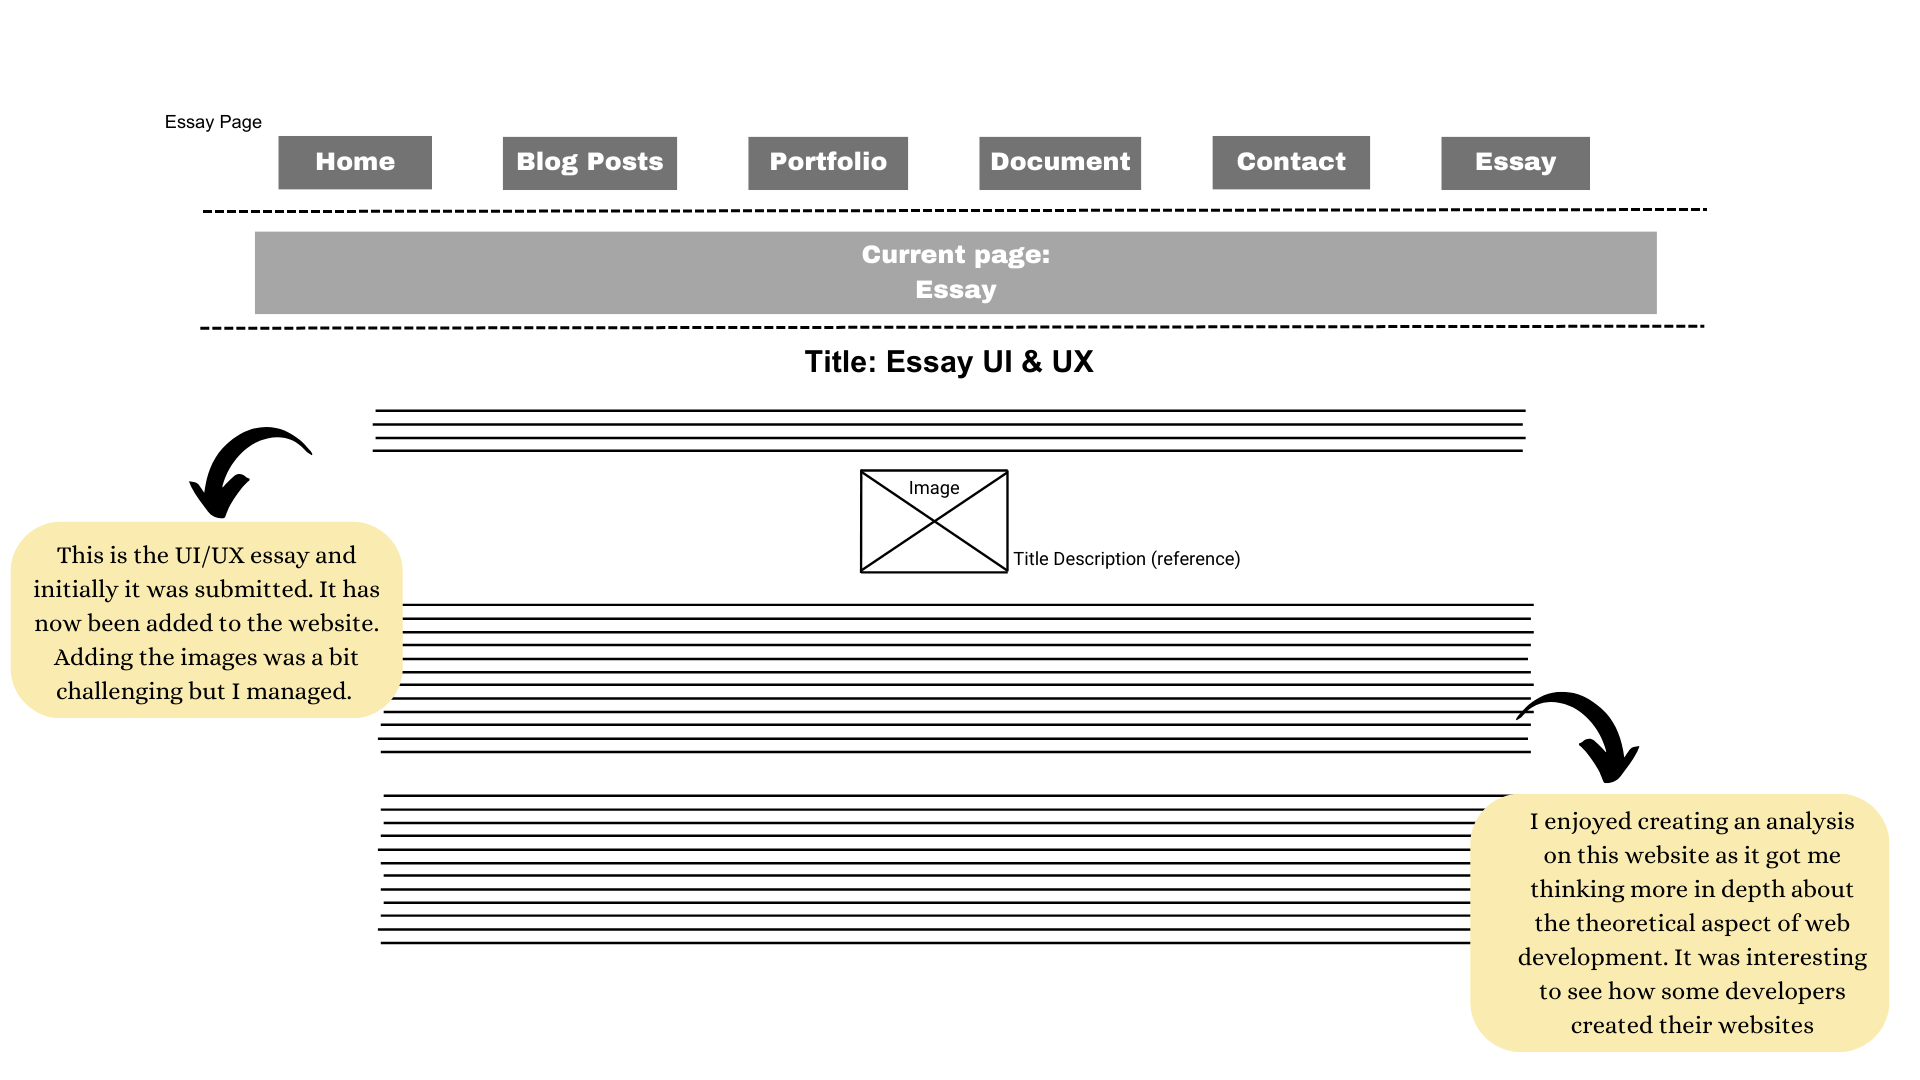 Essay Page
Home
Blog Posts
Portfolio
Document
Contact
Essay
Current page:
Essay
Title: Essay UI & UX
Image
Title Description (reference)
This is the UI/UX essay and
initially it was submitted. It has
now been added to the website.
Adding the images was a bit
challenging but I managed.
I enjoyed creating an analysis
on this website as it got me
thinking more in depth about
the theoretical aspect of web
development. It was interesting
to see how some developers
created their websites